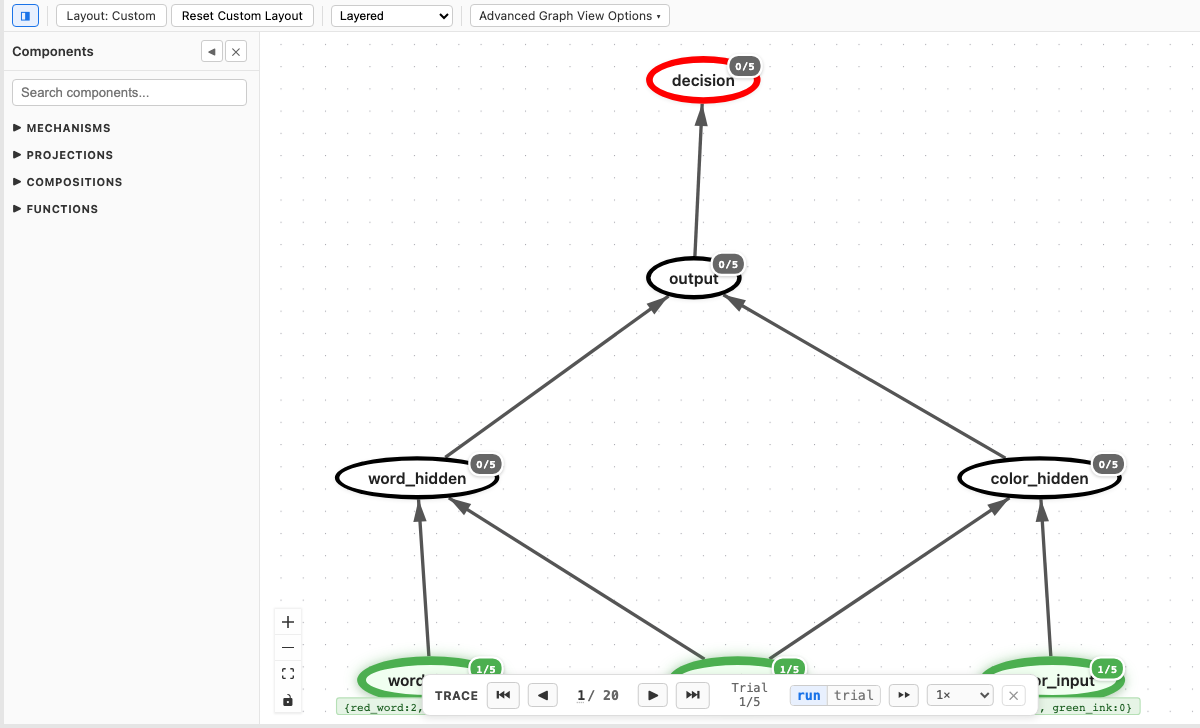 Layout: Custom Reset Custom Layout Layered Advanced Graph View Options
Components
Search components...
MECHANISMS
PROJECTIONS
COMPOSITIONS
FUNCTIONS
0/5
decision
0/5
output
0/5
word_hidden
0/5
color_hidden
1/5
1/5
1/5
word
or_input
TRACE 1 / 20 Trial 1/5 run trial 1×
{red_word:2,
, green_ink:0}